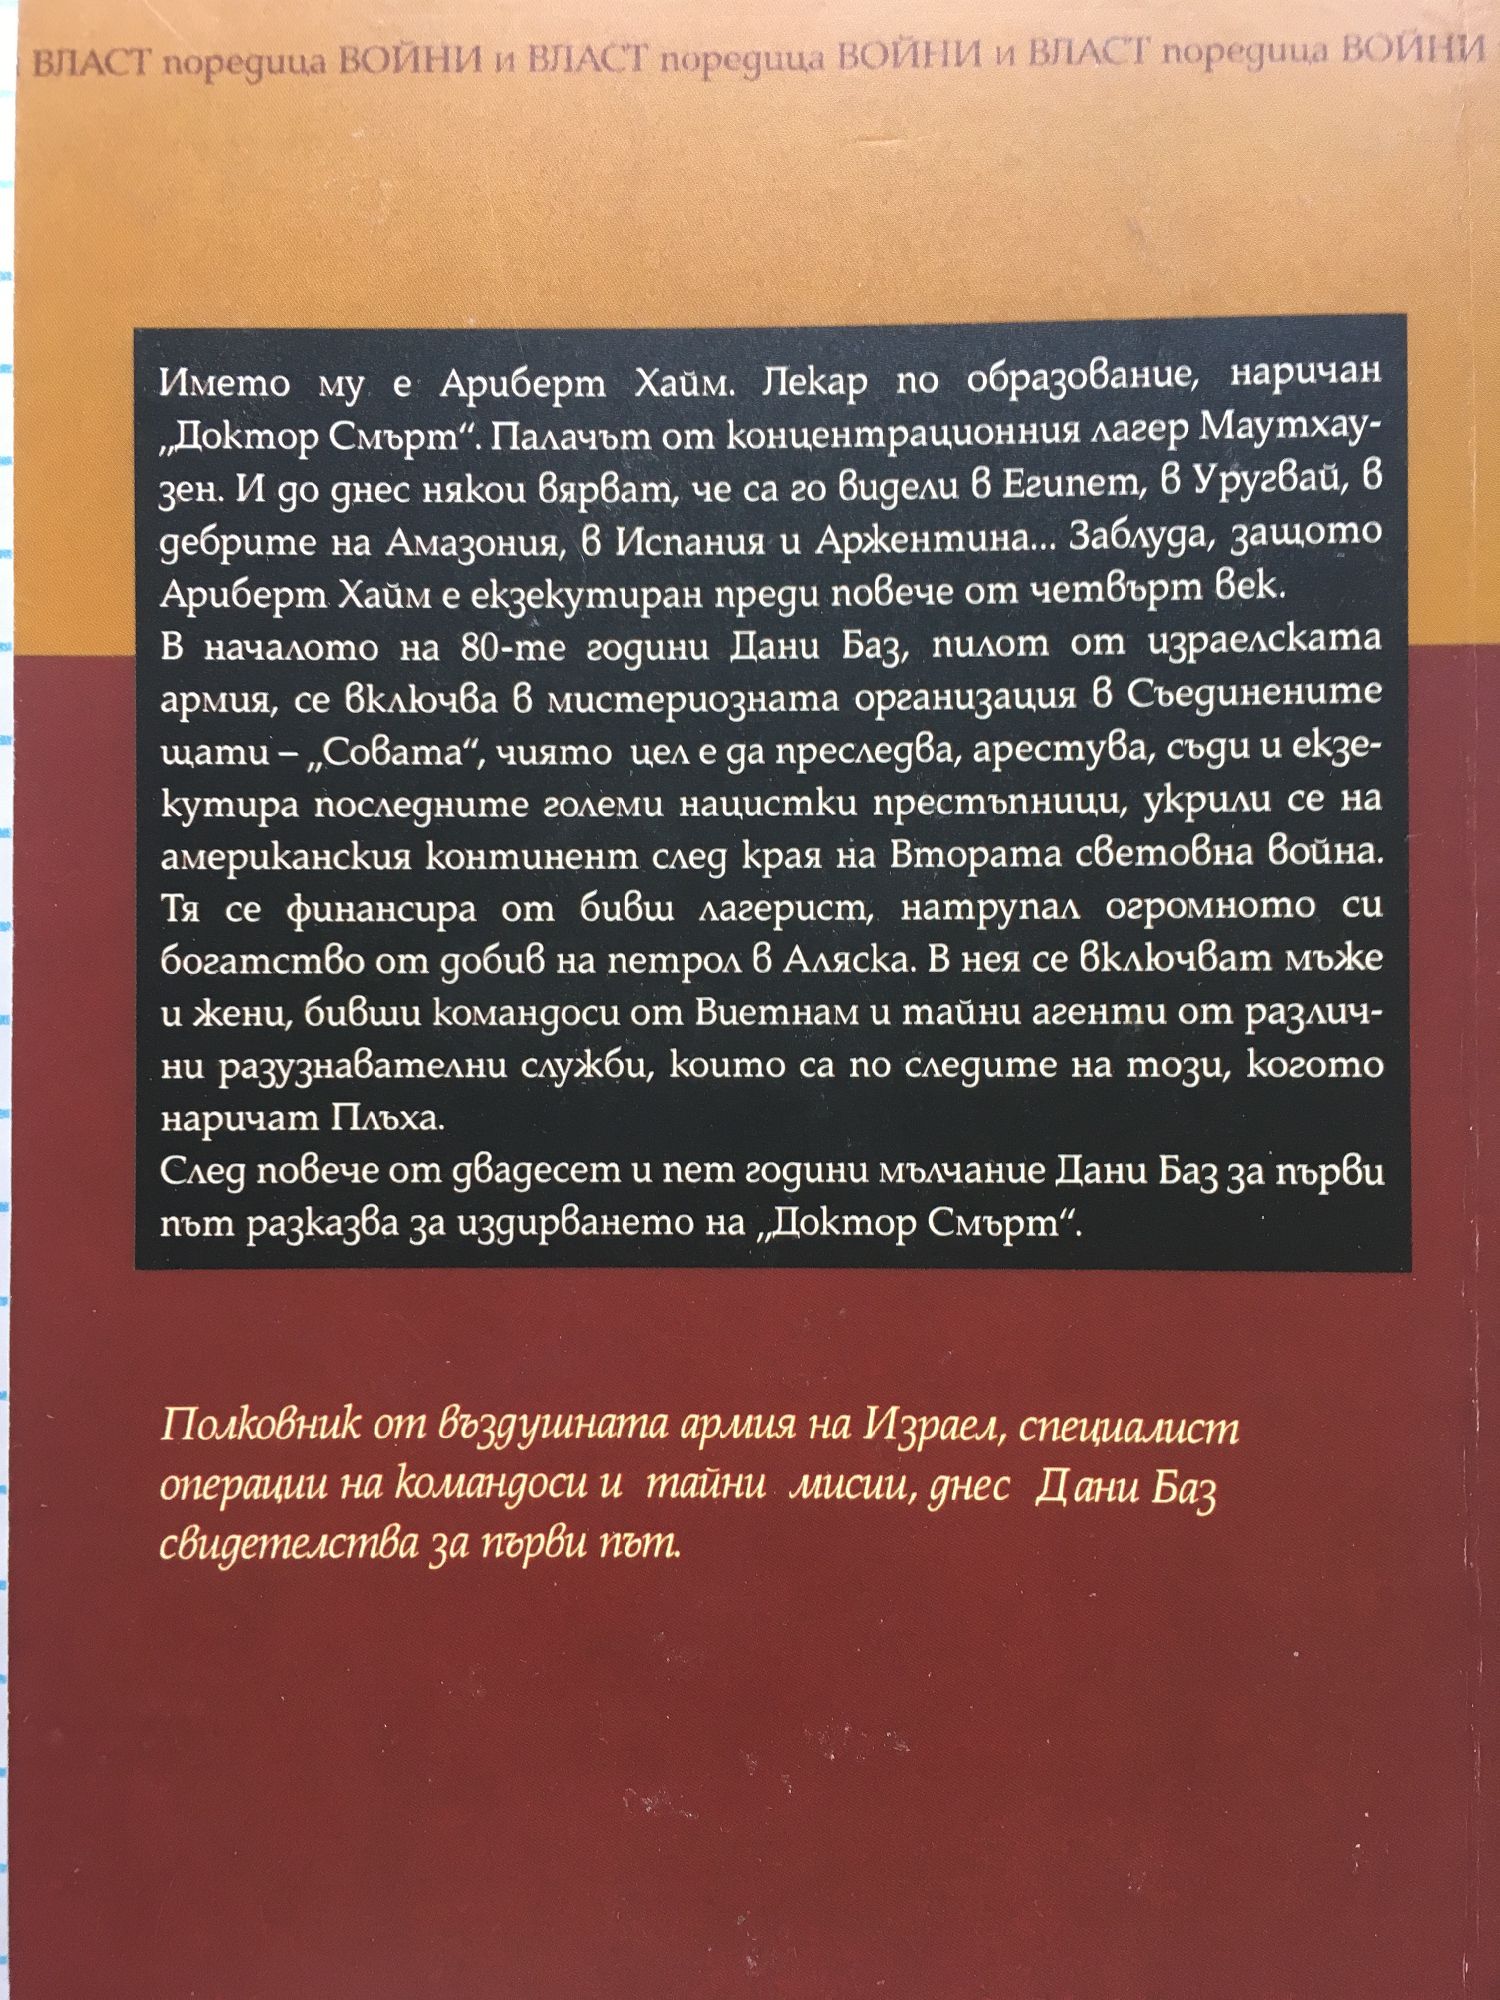 ВЛАСТ поредица ВОЙНИ и ВЛАСТ поредица ВОЙНИ и ВЛАСТ поредица ВОЙНИ
Името му е Ариберт Хайм. Лекар по образование, наричан
„Доктор Смърт“. Палачът от концентрационния лагер Маутхау-
зен. И до днес някои вярват, че са го видели в Египет, в Уругвай, в
дебрите на Амазония, в Испания и Аржентина... Заблуда, защото
Ариберт Хайм е екзекутиран преди повече от четвърт век.
В началото на 80-те години Дани Баз, пилот от израелската
армия, се включва в мистериозната организация в Съединените
щати – „Совата“, чиято цел е да преследва, арестува, съди и екзе-
кутира последните големи нацистки престъпници, укрили се на
американския континент след края на Втората световна война.
Тя се финансира от бивш лагерист, натрупал огромното си
богатство от добив на петрол в Аляска. В нея се включват мъже
и жени, бивши командоси от Виетнам и тайни агенти от различ-
ни разузнавателни служби, които са по следите на този, когото
наричат Плъха.
След повече от двадесет и пет години мълчание Дани Баз за първи
път разказва за издирването на „Доктор Смърт“.
Полковник от въздушната армия на Израел, специалист
операции на командоси и тайни мисии, днес Дани Баз
свидетелства за първи път.